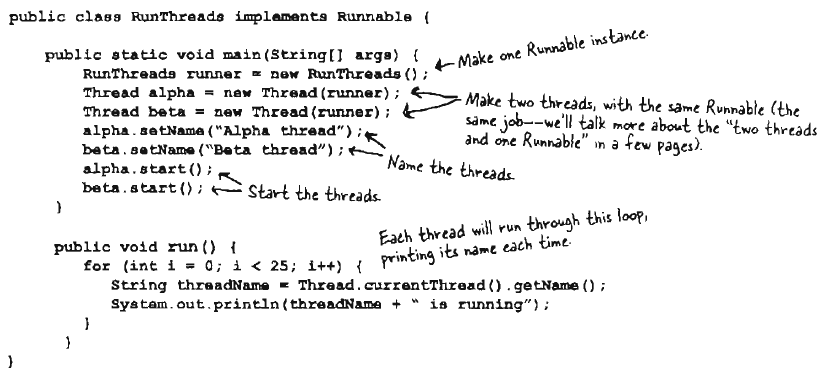 public class RunThreads implements Runnable {
public static void main(String[] args) {
RunThreads runner = new RunThreads();
Make one Runnable instance.
Thread alpha = new Thread(runner);
Thread beta = new Thread(runner);
Make two threads, with the same Runnable (the
same job--we'll talk more about the "two threads
and one Runnable" in a few pages).
alpha.setName("Alpha thread");
beta.setName("Beta thread");
Name the threads.
alpha.start();
beta.start();
Start the threads.
}
public void run() {
Each thread will run through this loop,
printing its name each time.
for (int i = 0; i < 25; i++) {
String threadName = Thread.currentThread().getName();
System.out.println(threadName + " is running");
}
}
}